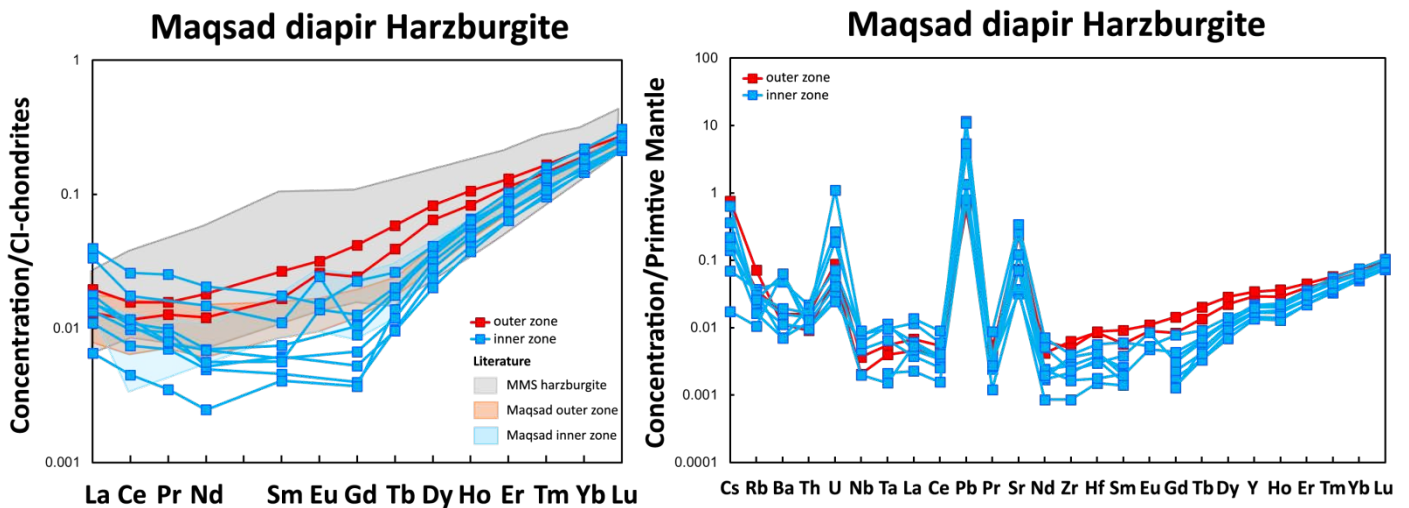 Maqsad diapir Harzburgite
Concentration/CI-chondrites
1
0.1
0.01
0.001
outer zone
inner zone
Literature
MMS harzburgite
Maqsad outer zone
Maqsad inner zone
La Ce Pr Nd Sm Eu Gd Tb Dy Ho Er Tm Yb Lu
Maqsad diapir Harzburgite
Concentration/Primtive Mantle
100
10
1
0.1
0.01
0.001
0.0001
outer zone
inner zone
Cs Rb Ba Th U Nb Ta La Ce Pb Pr Sr Nd Zr Hf Sm Eu Gd Tb Dy Y Ho Er Tm Yb Lu